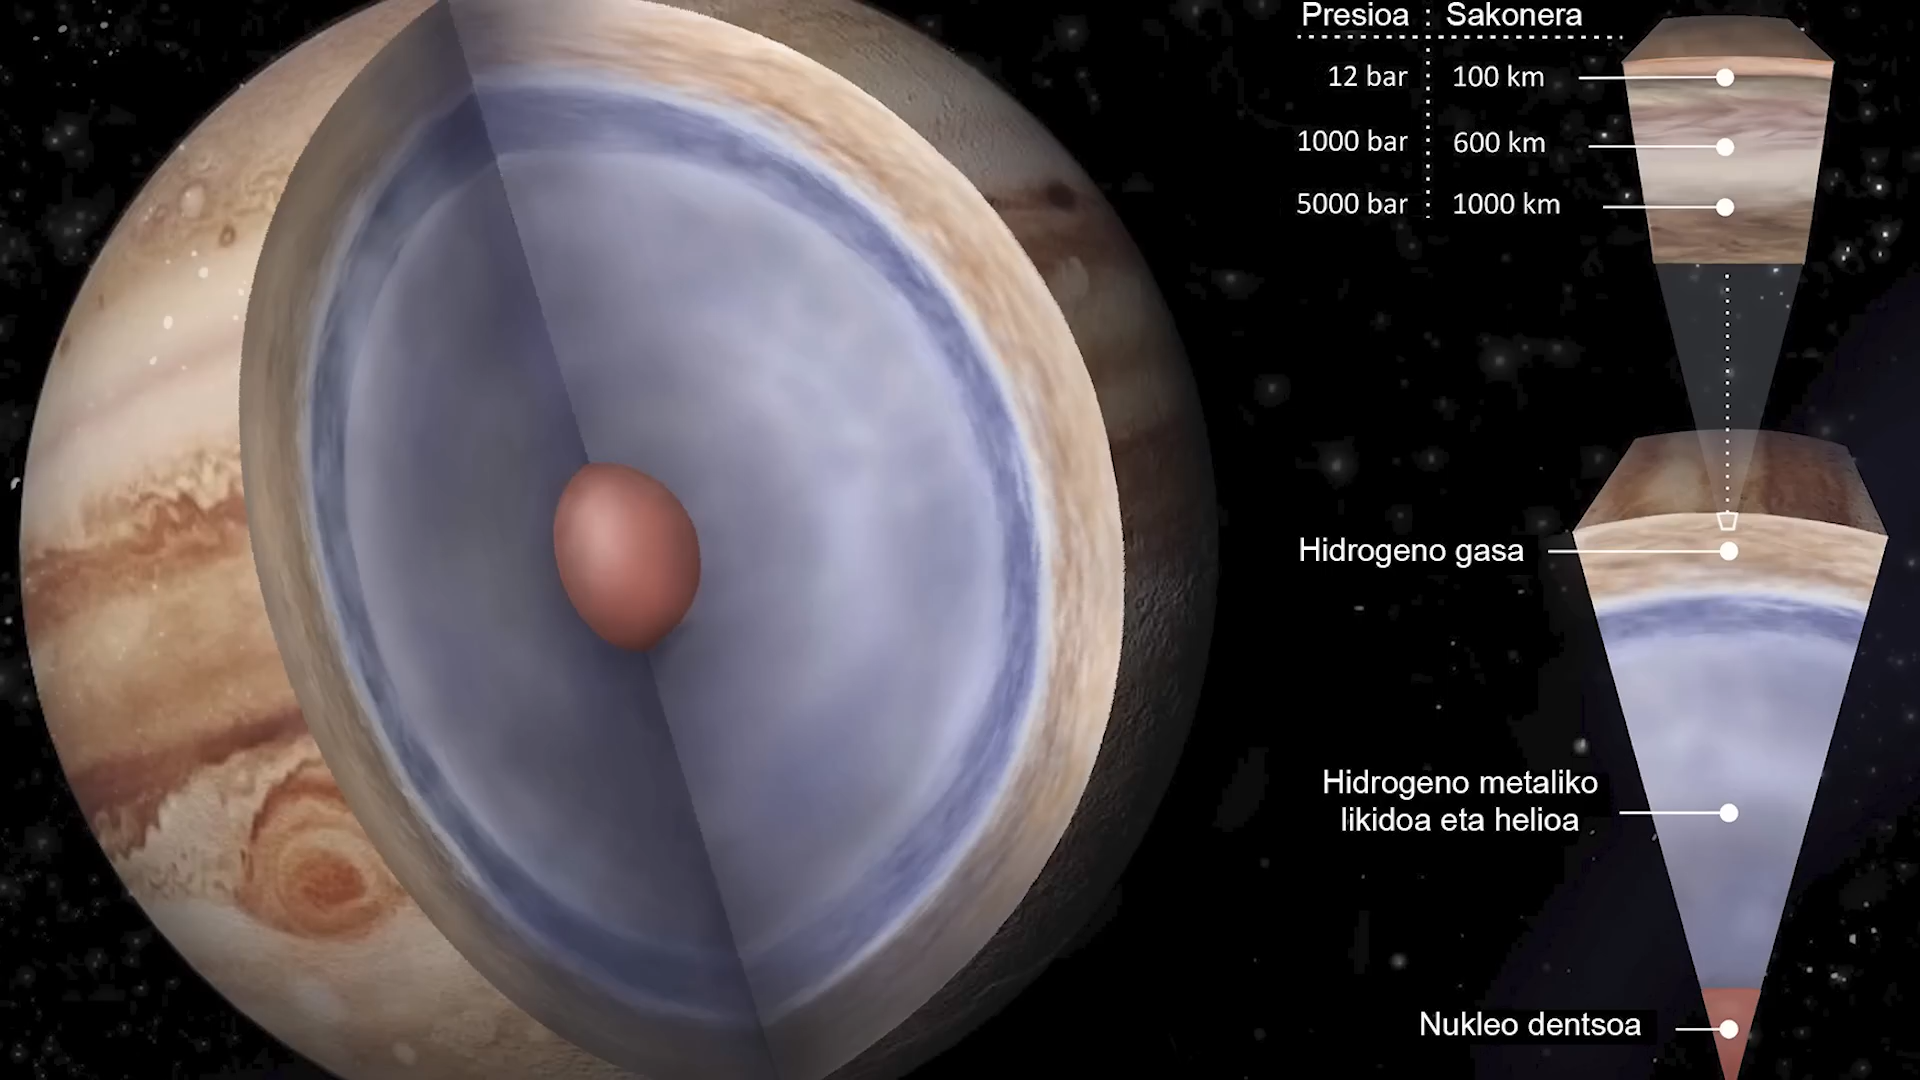 Presioa : Sakonera
12 bar : 100 km
1000 bar : 600 km
5000 bar : 1000 km
Hidrogeno gasa
Hidrogeno metaliko
likidoa eta helioa
Nukleo dentsoa